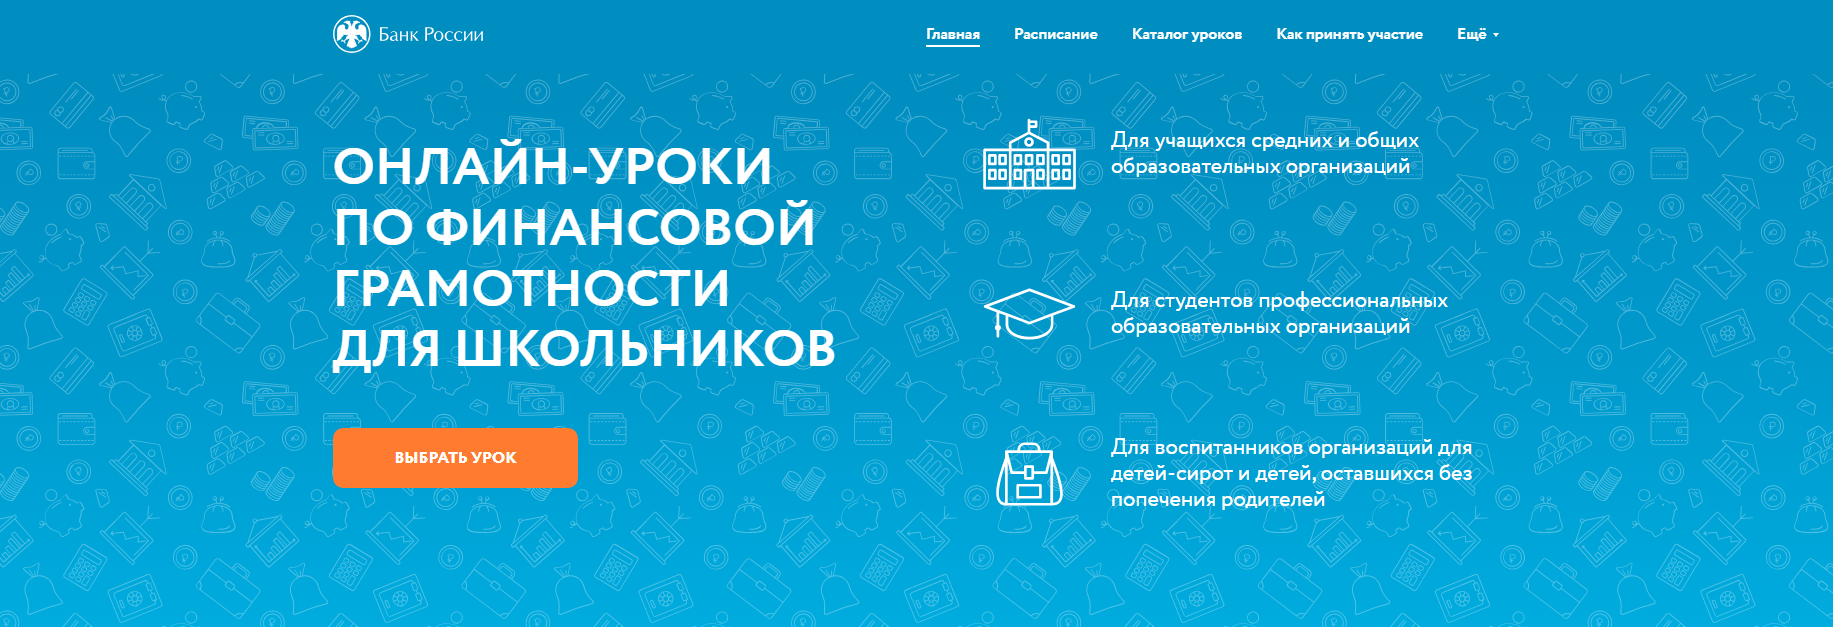 Банк России
Главная
Расписание
Каталог уроков
Как принять участие
Ещё
ОНЛАЙН-УРОКИ
ПО ФИНАНСОВОЙ
ГРАМОТНОСТИ
ДЛЯ ШКОЛЬНИКОВ
ВЫБРАТЬ УРОК
Для учащихся средних и общих
образовательных организаций
Для студентов профессиональных
образовательных организаций
Для воспитанников организаций для
детей-сирот и детей, оставшихся без
попечения родителей